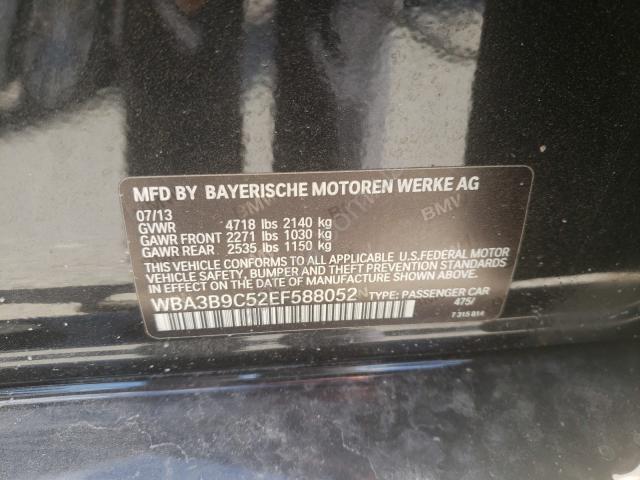 MFD BY BAYERISCHE MOTOREN WERKE AG
07/13
GVWR 4718 lbs 2140 kg
GAWR FRONT 2271 lbs 1030 kg
GAWR REAR 2535 lbs 1150 kg
THIS VEHICLE CONFORMS TO ALL APPLICABLE U.S.FEDERAL MOTOR
VEHICLE SAFETY, BUMPER AND THEFT PREVENTION STANDARDS IN
EFFECT ON THE DATE OF MANUFACTURE SHOWN ABOVE.
WBA3B9C52EF588052 TYPE: PASSENGER CAR
475/
7 315 814
BMW